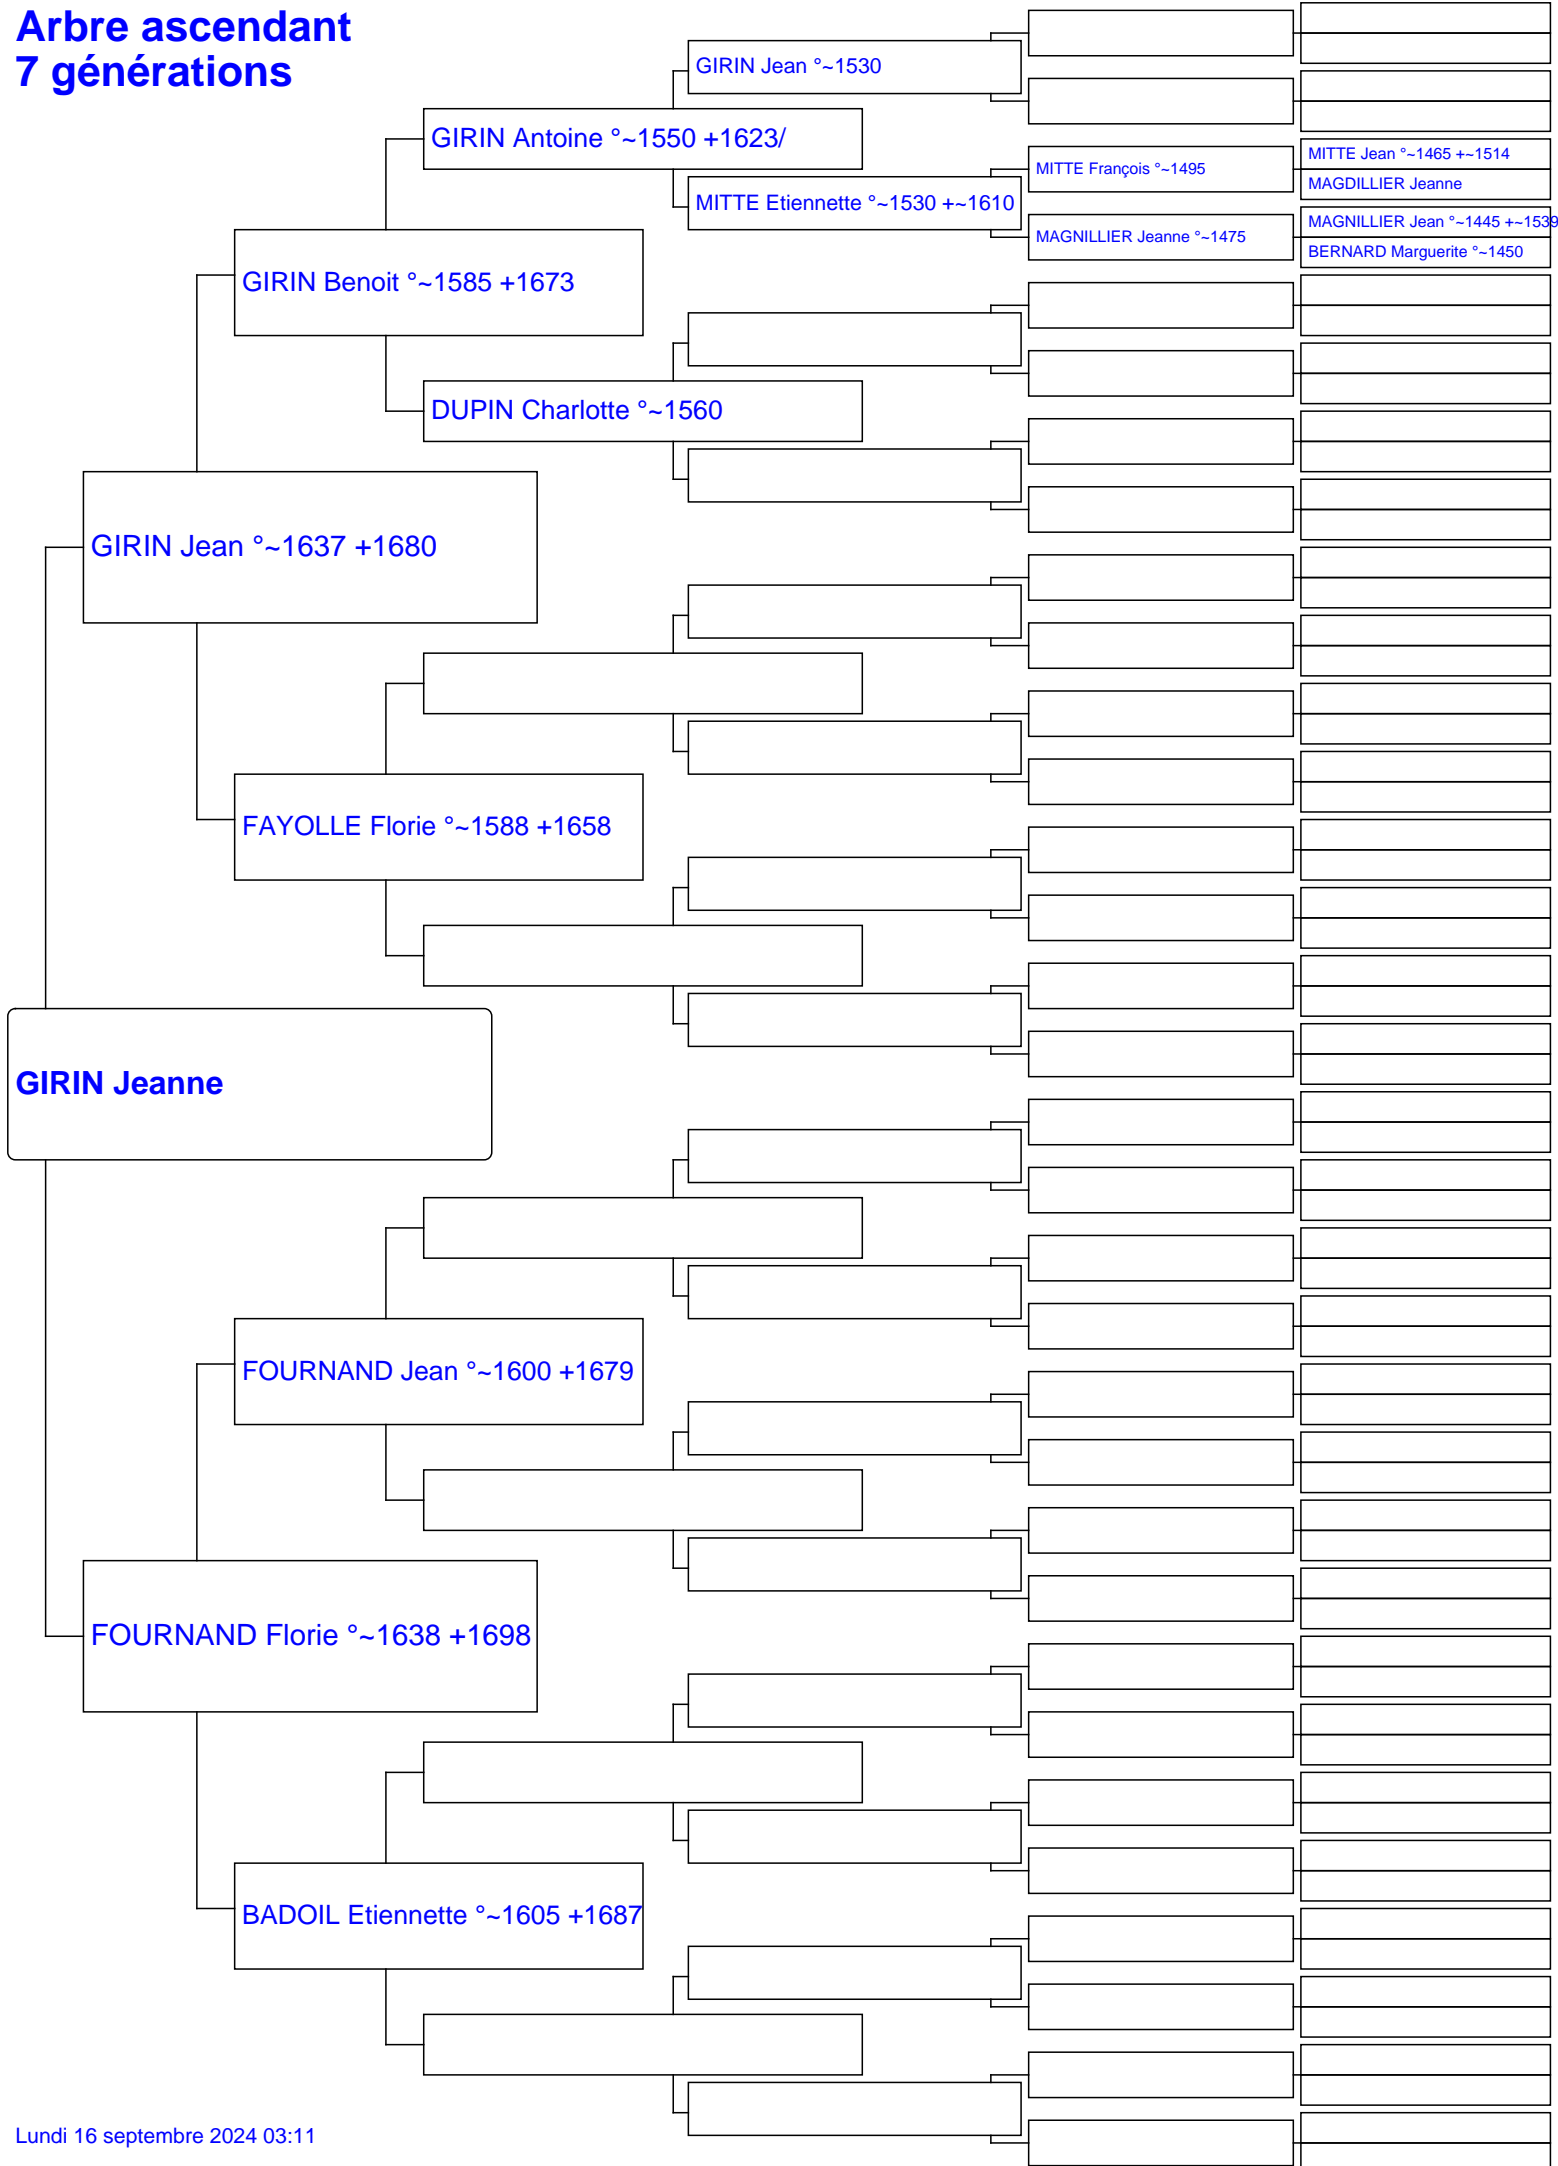 Arbre ascendant
7 générations
GIRIN Jean °~1530
GIRIN Antoine °~1550 +1623/
MITTE Jean °~1465 +~1514
MITTE François °~1495
MAGDILLIER Jeanne
MITTE Etiennette °~1530 +~1610
MAGNILLIER Jean °~1445 +~1539
MAGNILLIER Jeanne °~1475
BERNARD Marguerite °~1450
GIRIN Benoit °~1585 +1673
DUPIN Charlotte °~1560
GIRIN Jean °~1637 +1680
FAYOLLE Florie °~1588 +1658
GIRIN Jeanne
FOURNAND Jean °~1600 +1679
FOURNAND Florie °~1638 +1698
BADOIL Etiennette °~1605 +1687
Lundi 16 septembre 2024 03:11